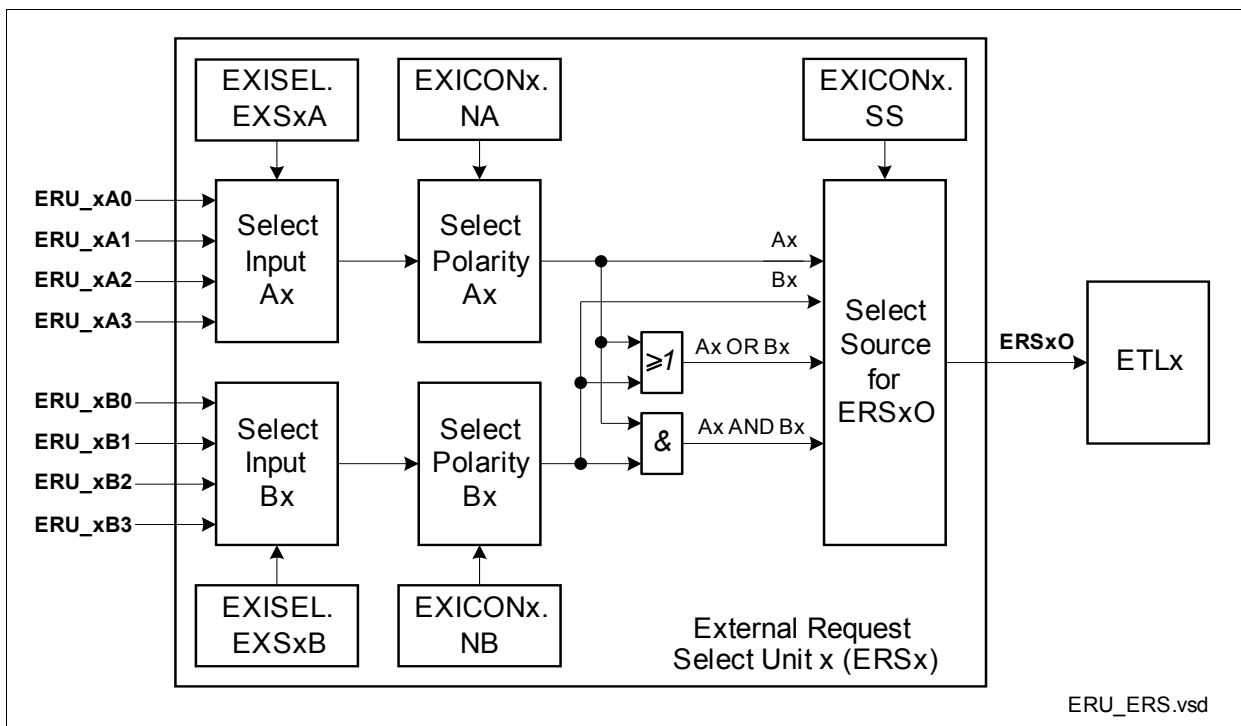 EXISEL.
EXSxA
EXICONx.
NA
EXICONx.
SS
ERU_xA0
ERU_xA1
ERU_xA2
ERU_xA3
Select
Input
Ax
Select
Polarity
Ax
Ax
Bx
≥1
Ax OR Bx
&
Ax AND Bx
Select
Source
for
ERSxO
ERSxO
ETLx
ERU_xB0
ERU_xB1
ERU_xB2
ERU_xB3
Select
Input
Bx
Select
Polarity
Bx
EXISEL.
EXSxB
EXICONx.
NB
External Request
Select Unit x (ERSx)
ERU_ERS.vsd